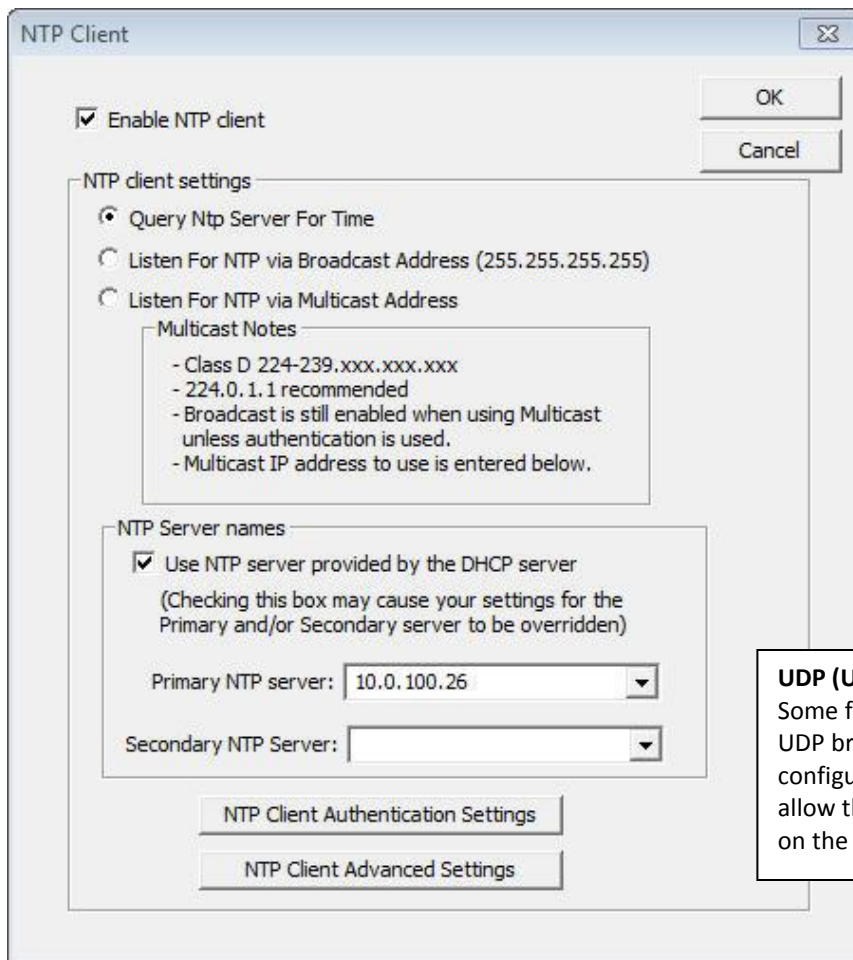 NTP Client
OK
Enable NTP client
Cancel
NTP client settings
Query Ntp Server For Time
Listen For NTP via Broadcast Address (255.255.255.255)
Listen For NTP via Multicast Address
Multicast Notes
- Class D 224-239.xxx.xxx.xxx
- 224.0.1.1 recommended
- Broadcast is still enabled when using Multicast
unless authentication is used.
- Multicast IP address to use is entered below.
NTP Server names
Use NTP server provided by the DHCP server
(Checking this box may cause your settings for the
Primary and/or Secondary server to be overridden)
Primary NTP server: 10.0.100.26
Secondary NTP Server:
NTP Client Authentication Settings
NTP Client Advanced Settings
UDP (U
Some f
UDP br
configu
allow t
on the